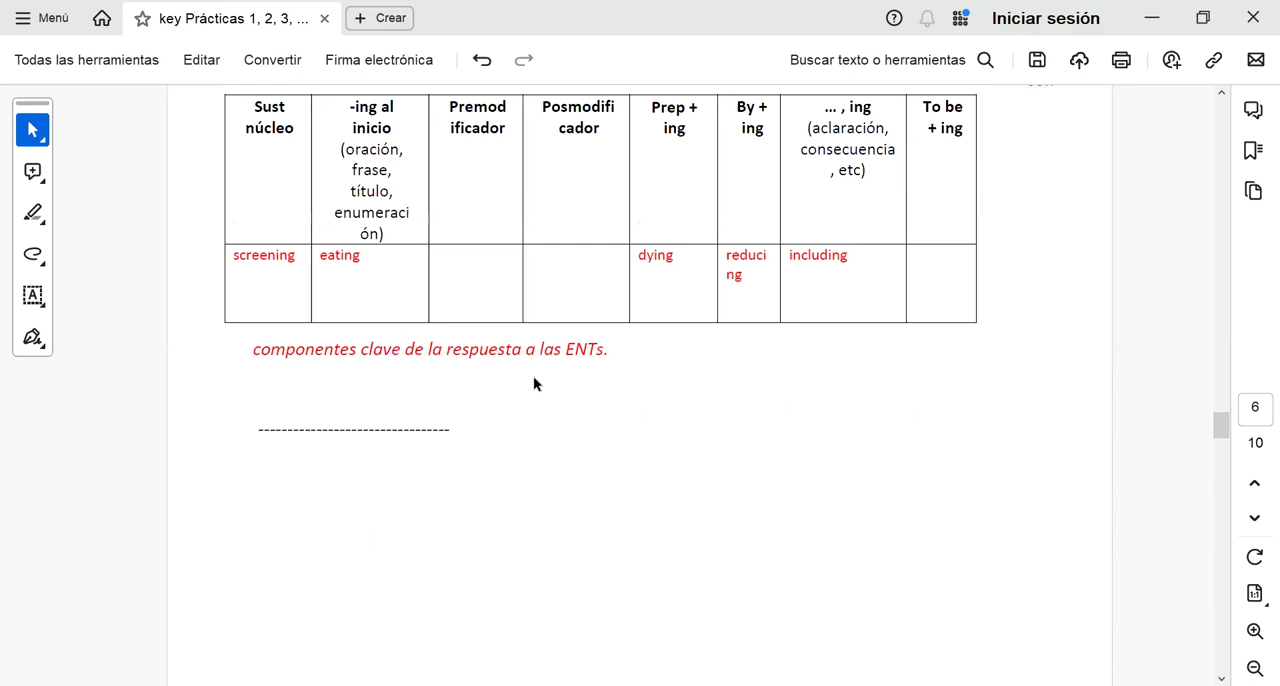 Menú
key Prácticas 1, 2, 3, ...
Crear
Iniciar sesión
Todas las herramientas
Editar
Convertir
Firma electrónica
Buscar texto o herramientas
Sust núcleo
-ing al inicio (oración, frase, título, enumeraci ón)
Premod ificador
Posmodifi cador
Prep + ing
By + ing
... , ing (aclaración, consecuencia , etc)
To be + ing
screening
eating
dying
reduci ng
including
componentes clave de la respuesta a las ENTs.
---------------------------------
6
10